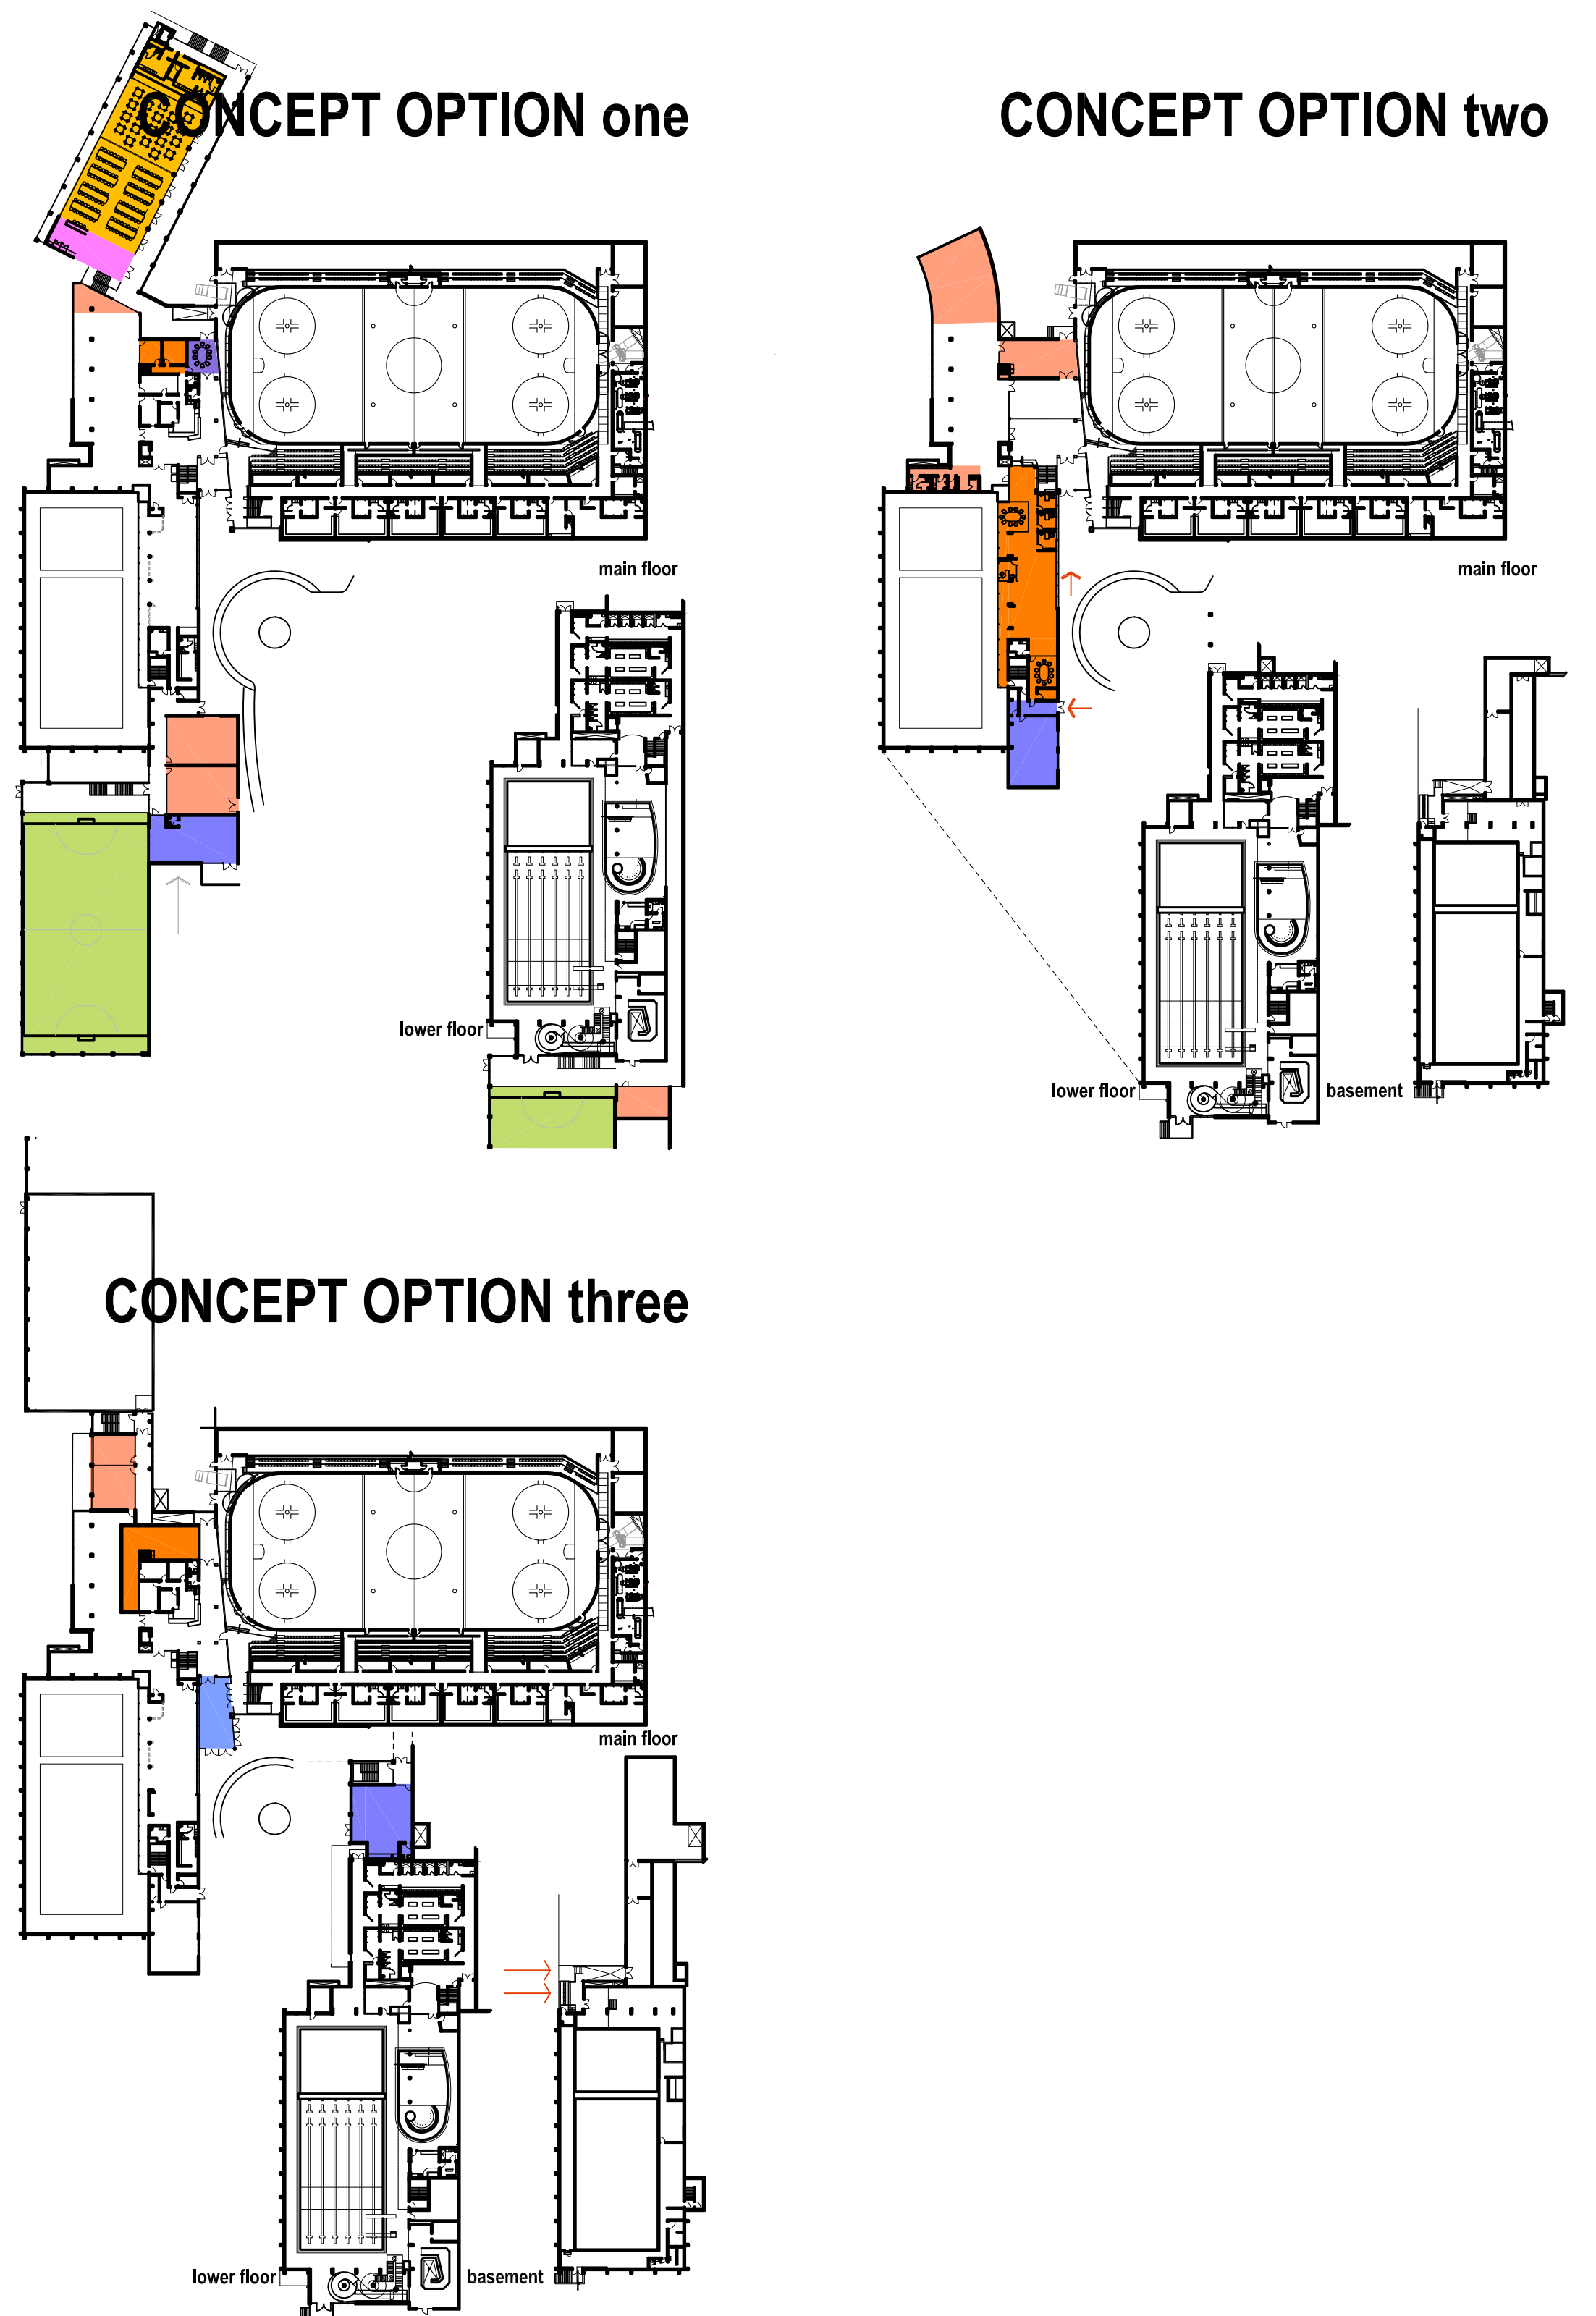 CONCEPT OPTION one
CONCEPT OPTION two
main floor
main floor
lower floor
lower floor
basement
CONCEPT OPTION three
main floor
lower floor
basement